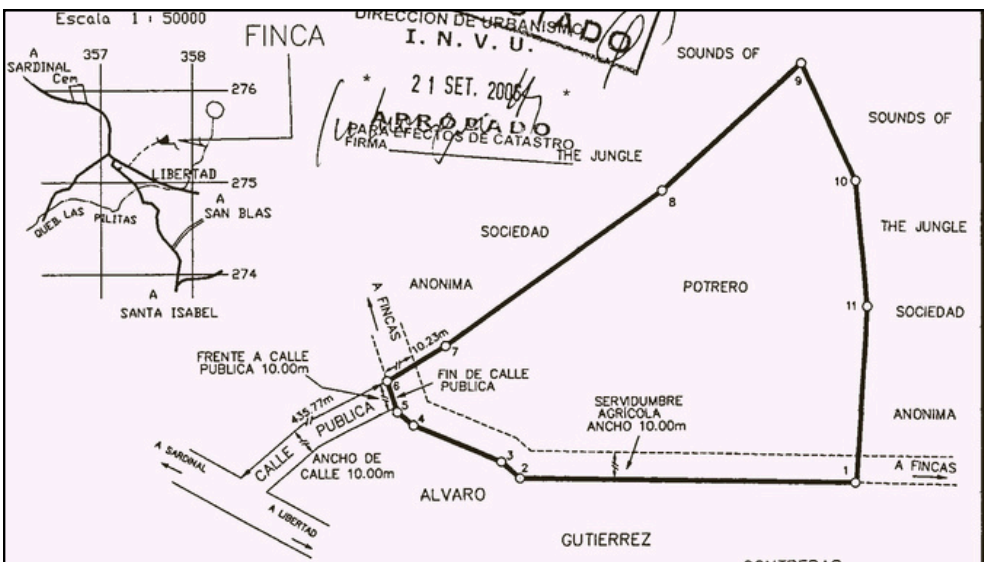 Escala 1 : 50000
FINCA
DIRECCION DE URBANISMO
I. N. V. U.
* 21 SET. 2006 *
APROBADO
PARA EFECTOS DE CATASTRO
FIRMA
357
358
A
SARDINAL
Cem.
276
LIBERTAD
275
A
SAN BLAS
QUEB. LAS PILITAS
274
A
SANTA ISABEL
SOUNDS OF
THE JUNGLE
SOCIEDAD
ANONIMA
9
SOUNDS OF
10
THE JUNGLE
8
POTRERO
11
SOCIEDAD
ANONIMA
A FINCAS
10.23m
7
FRENTE A CALLE
PUBLICA 10.00m
6
FIN DE CALLE
PUBLICA
5
4
435.77m
CALLE PUBLICA
ANCHO DE
CALLE 10.00m
A SARDINAL
A LIBERTAD
SERVIDUMBRE
AGRÍCOLA
ANCHO 10.00m
3
2
1
A FINCAS
ALVARO
GUTIERREZ